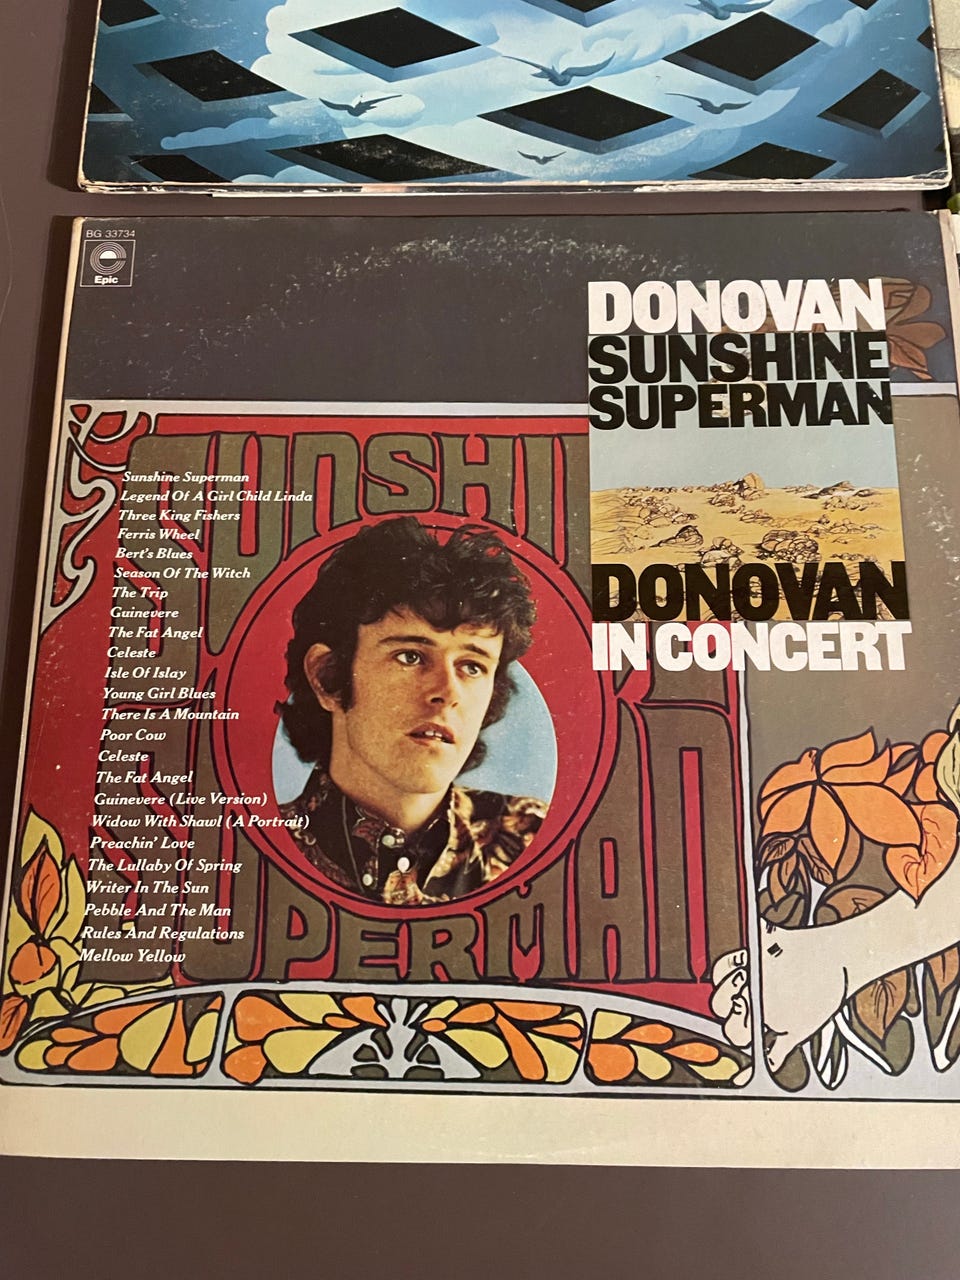 BG 33734
Epic
DONOVAN
SUNSHINE
SUPERMAN
DONOVAN
IN CONCERT
SUNSHI
SUPERMAN
Sunshine Superman
Legend Of A Girl Child Linda
Three King Fishers
Ferris Wheel
Bert's Blues
Season Of The Witch
The Trip
Guinevere
The Fat Angel
Celeste
Isle Of Islay
Young Girl Blues
There Is A Mountain
Poor Cow
Celeste
The Fat Angel
Guinevere (Live Version)
Widow With Shawl (A Portrait)
Preachin' Love
The Lullaby Of Spring
Writer In The Sun
Pebble And The Man
Rules And Regulations
Mellow Yellow
SUPERMAN